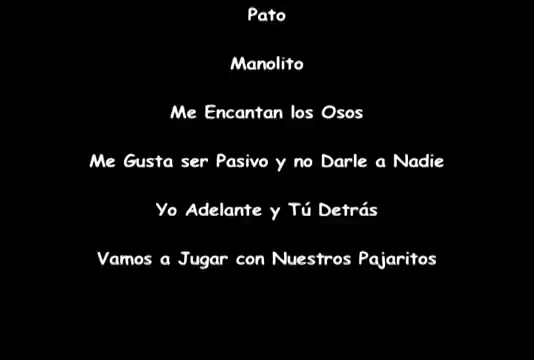 Pato
Manolito
Me Encantan los Osos
Me Gusta ser Pasivo y no Darle a Nadie
Yo Adelante y Tú Detrás
Vamos a Jugar con Nuestros Pajaritos